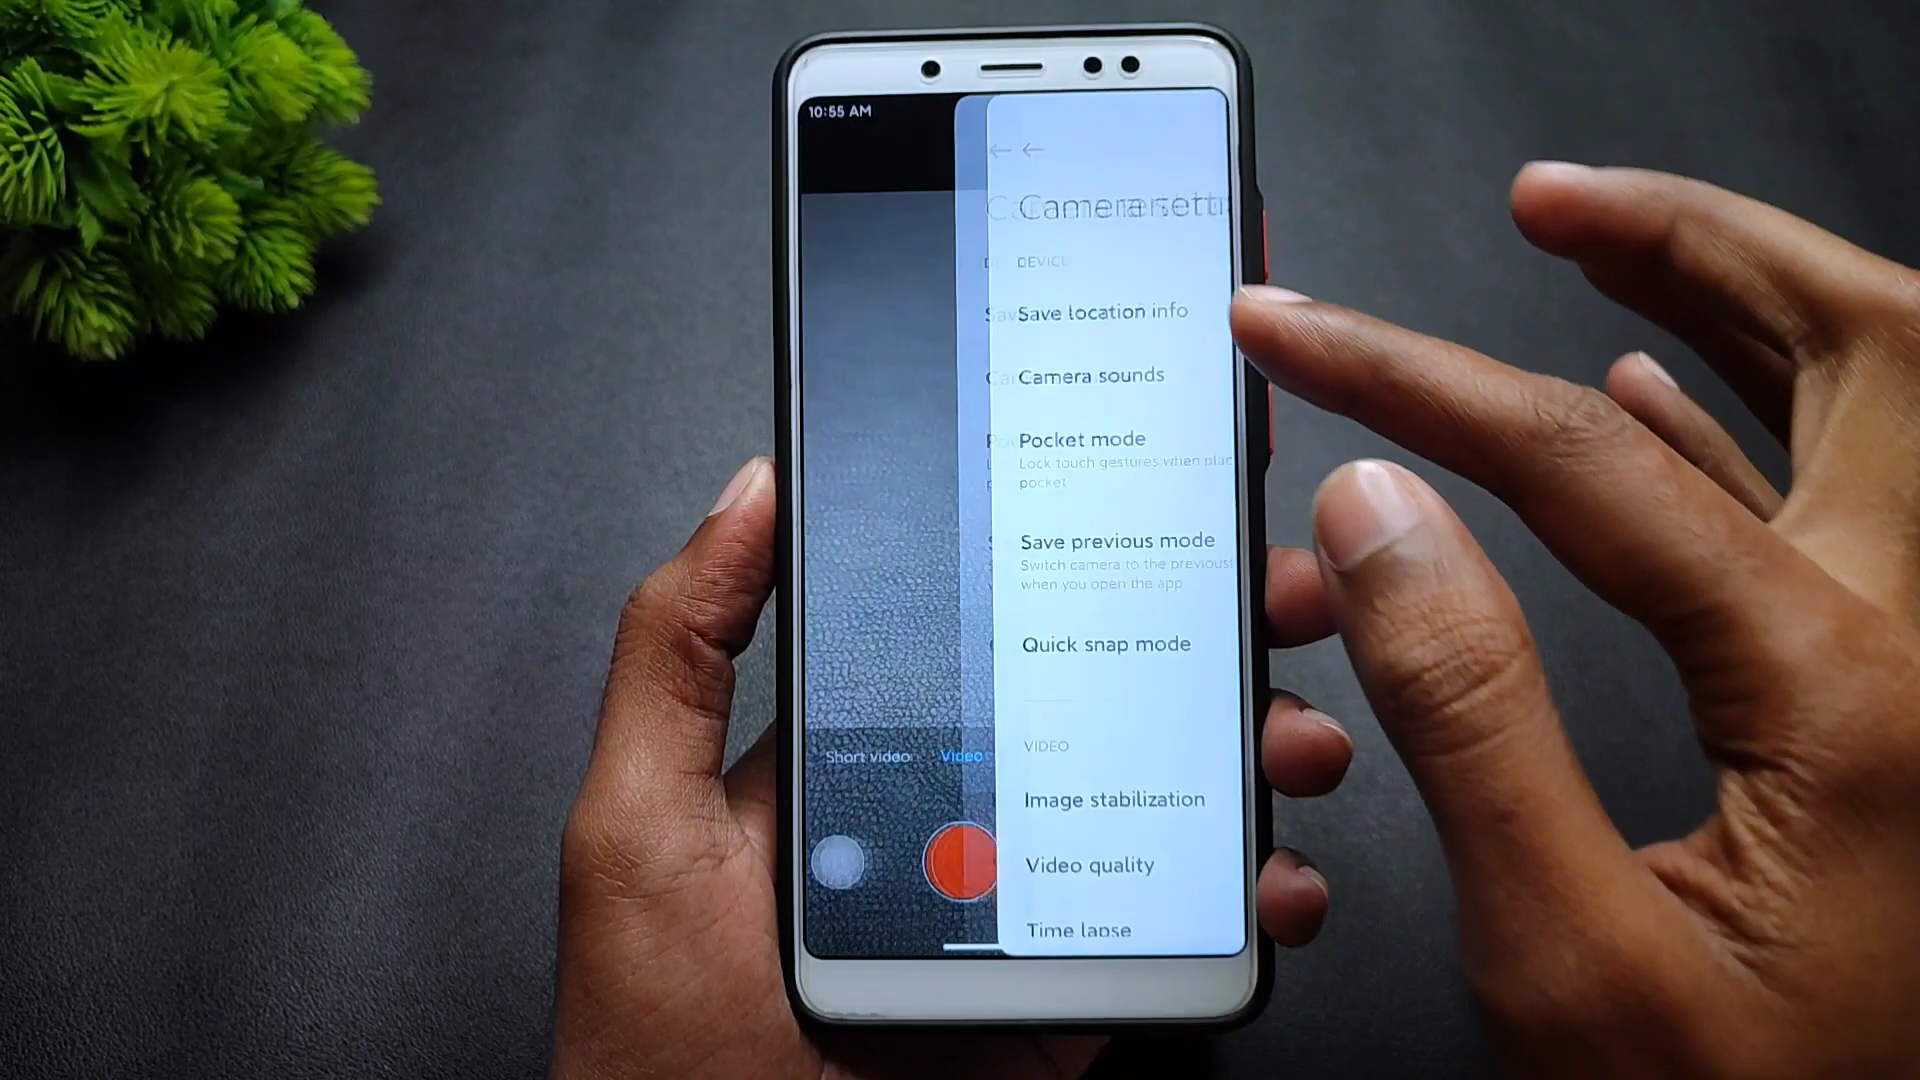 10:55 AM
Camera setti
DEVICE
Save location info
Camera sounds
Pocket mode
Lock touch gestures when plac
pocket
Save previous mode
Switch camera to the previousl
when you open the app
Quick snap mode
VIDEO
Short video
Video
Image stabilization
Video quality
Time lapse